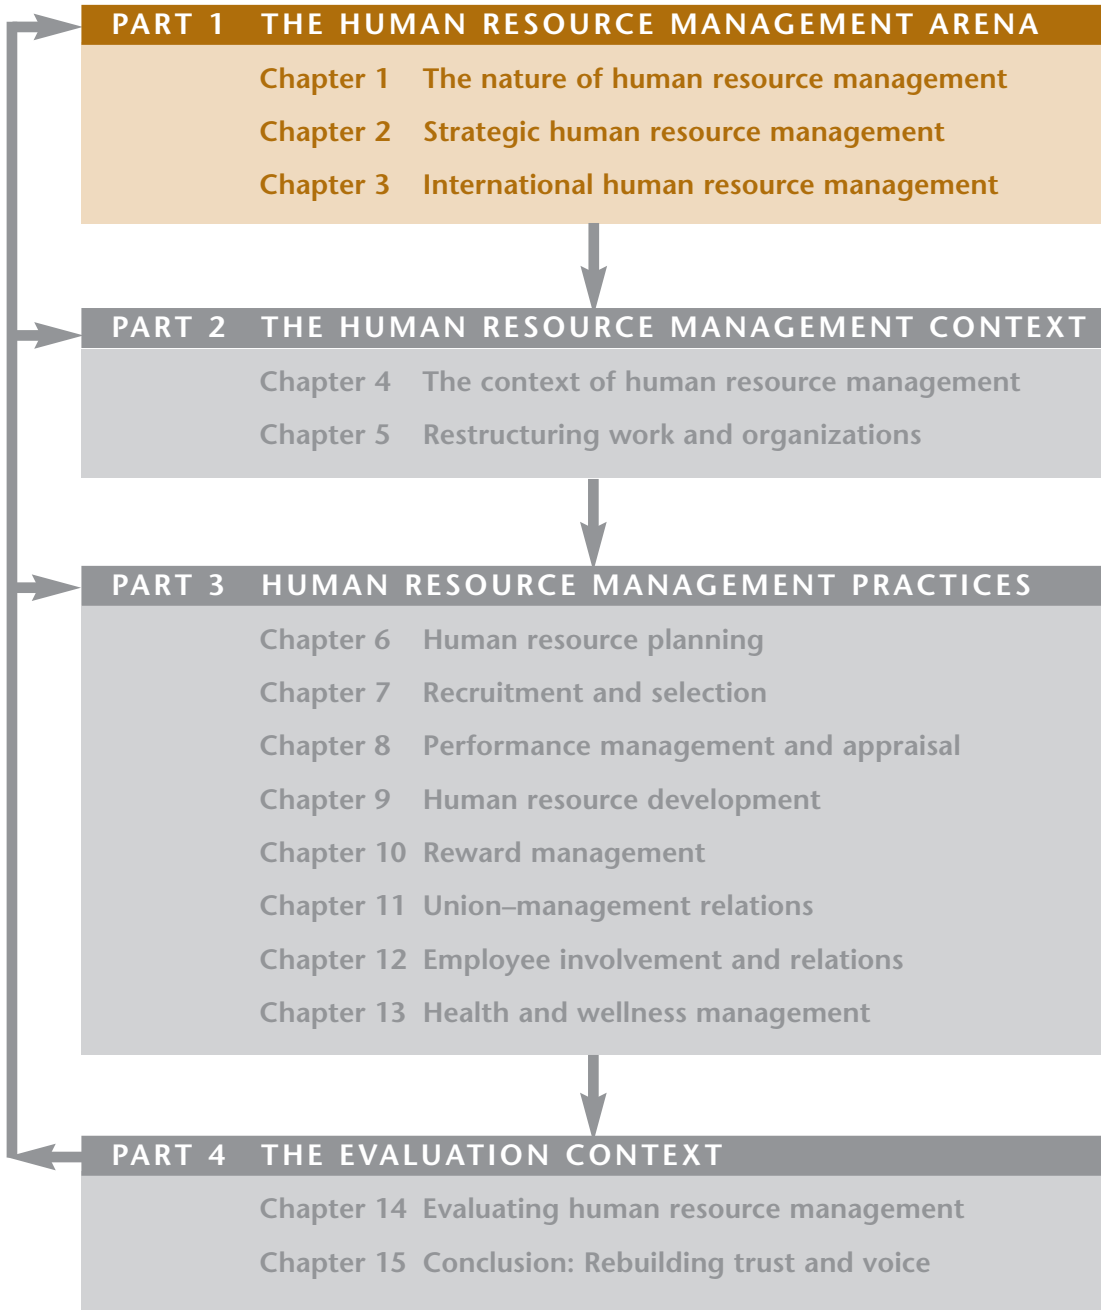 PART 1 THE HUMAN RESOURCE MANAGEMENT ARENA
Chapter 1 The nature of human resource management
Chapter 2 Strategic human resource management
Chapter 3 International human resource management
PART 2 THE HUMAN RESOURCE MANAGEMENT CONTEXT
Chapter 4 The context of human resource management
Chapter 5 Restructuring work and organizations
PART 3 HUMAN RESOURCE MANAGEMENT PRACTICES
Chapter 6 Human resource planning
Chapter 7 Recruitment and selection
Chapter 8 Performance management and appraisal
Chapter 9 Human resource development
Chapter 10 Reward management
Chapter 11 Union–management relations
Chapter 12 Employee involvement and relations
Chapter 13 Health and wellness management
PART 4 THE EVALUATION CONTEXT
Chapter 14 Evaluating human resource management
Chapter 15 Conclusion: Rebuilding trust and voice